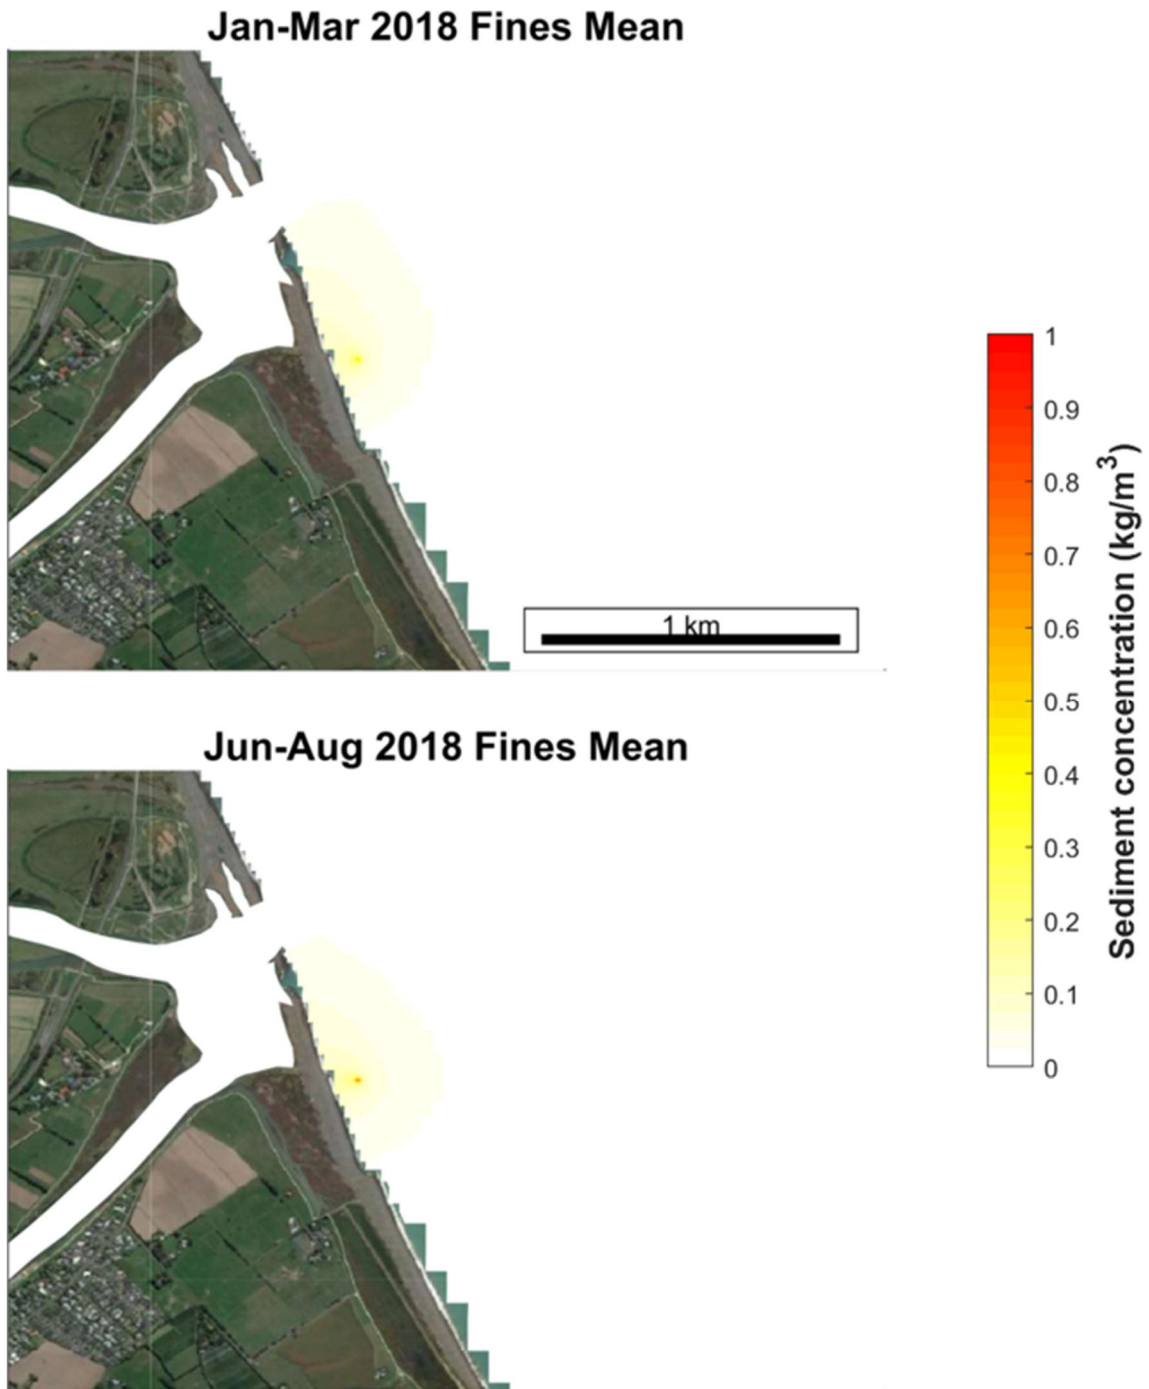 Jan-Mar 2018 Fines Mean
1 km
Jun-Aug 2018 Fines Mean
1
0.9
0.8
0.7
0.6
0.5
0.4
0.3
0.2
0.1
0
Sediment concentration (kg/m³)